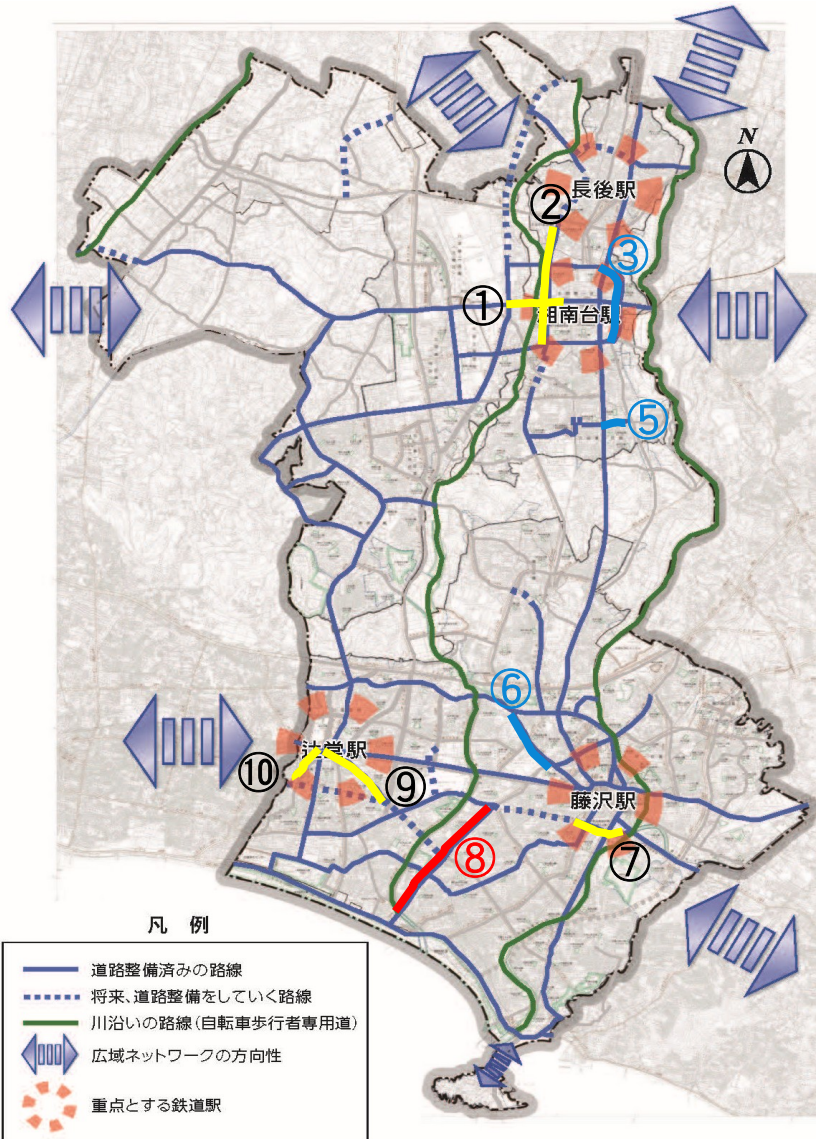 N
長後駅
②
③
①
湘南台駅
⑤
⑥
辻堂駅
⑩
⑨
藤沢駅
⑧
⑦
凡 例
道路整備済みの路線
将来、道路整備をしていく路線
川沿いの路線(自転車歩行者専用道)
広域ネットワークの方向性
重点とする鉄道駅